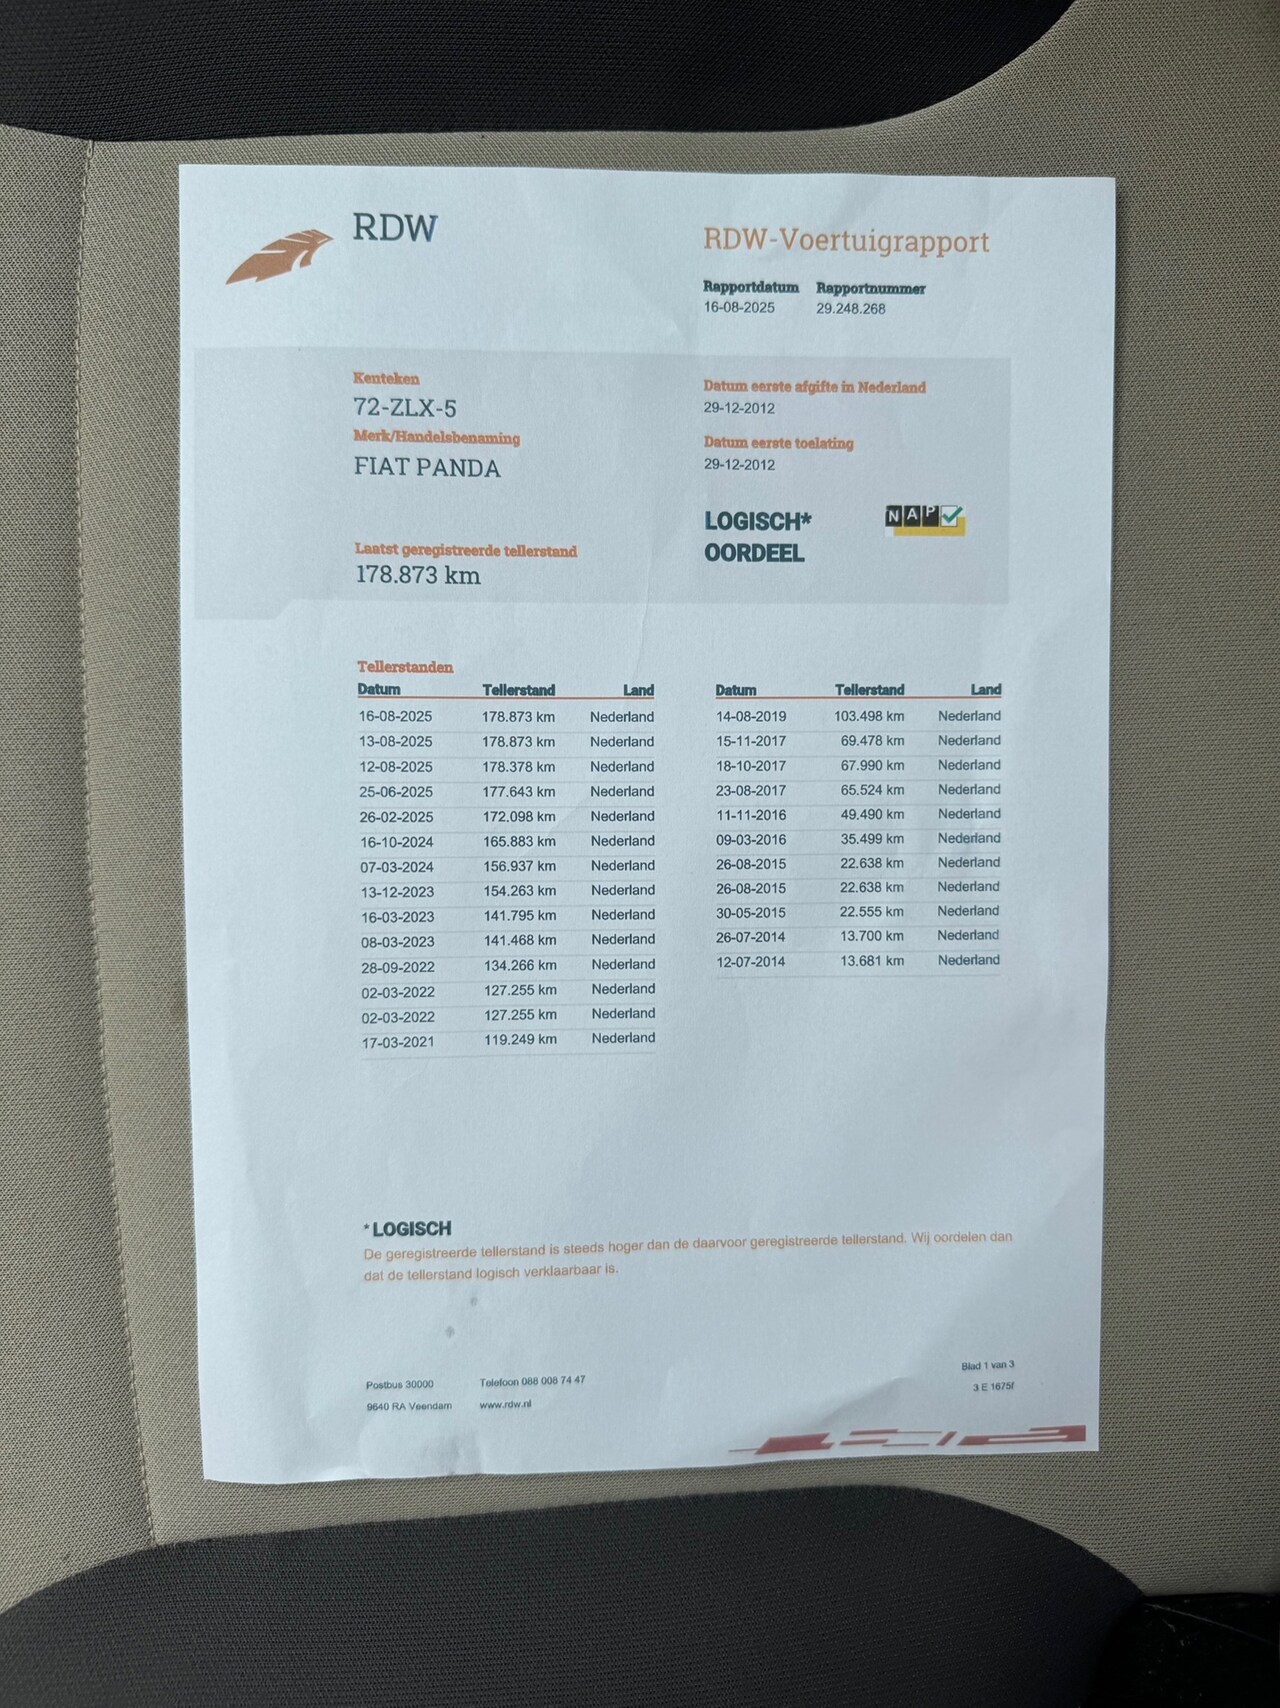 RDW
RDW-Voertuigrapport
Rapportdatum Rapportnummer
16-08-2025 29.248.268
Kenteken
72-ZLX-5
Merk/Handelsbenaming
FIAT PANDA
Laatst geregistreerde tellerstand
178.873 km
Datum eerste afgifte in Nederland
29-12-2012
Datum eerste toelating
29-12-2012
LOGISCH*
OORDEEL
NAP
Tellerstanden
Datum Tellerstand Land
16-08-2025 178.873 km Nederland
13-08-2025 178.873 km Nederland
12-08-2025 178.378 km Nederland
25-06-2025 177.643 km Nederland
26-02-2025 172.098 km Nederland
16-10-2024 165.883 km Nederland
07-03-2024 156.937 km Nederland
13-12-2023 154.263 km Nederland
16-03-2023 141.795 km Nederland
08-03-2023 141.468 km Nederland
28-09-2022 134.266 km Nederland
02-03-2022 127.255 km Nederland
02-03-2022 127.255 km Nederland
17-03-2021 119.249 km Nederland
Datum Tellerstand Land
14-08-2019 103.498 km Nederland
15-11-2017 69.478 km Nederland
18-10-2017 67.990 km Nederland
23-08-2017 65.524 km Nederland
11-11-2016 49.490 km Nederland
09-03-2016 35.499 km Nederland
26-08-2015 22.638 km Nederland
26-08-2015 22.638 km Nederland
30-05-2015 22.555 km Nederland
26-07-2014 13.700 km Nederland
12-07-2014 13.681 km Nederland
* LOGISCH
De geregistreerde tellerstand is steeds hoger dan de daarvoor geregistreerde tellerstand. Wij oordelen dan
dat de tellerstand logisch verklaarbaar is.
Postbus 30000 Telefoon 088 008 74 47
9640 RA Veendam www.rdw.nl
Blad 1 van 3
3 E 1675f